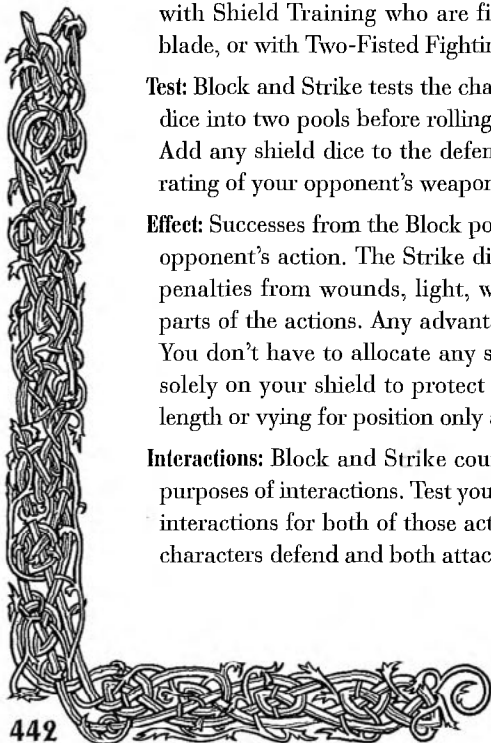 with Shield Training who are fi
blade, or with Two-Fisted Fightin
Test: Block and Strike tests the cha
dice into two pools before rolling
Add any shield dice to the defen
rating of your opponent's weapon
Effect: Successes from the Block po
opponent's action. The Strike di
penalties from wounds, light, w
parts of the actions. Any advant
You don't have to allocate any s
solely on your shield to protect
length or vying for position only
Interactions: Block and Strike cou
purposes of interactions. Test you
interactions for both of those act
characters defend and both attac
442